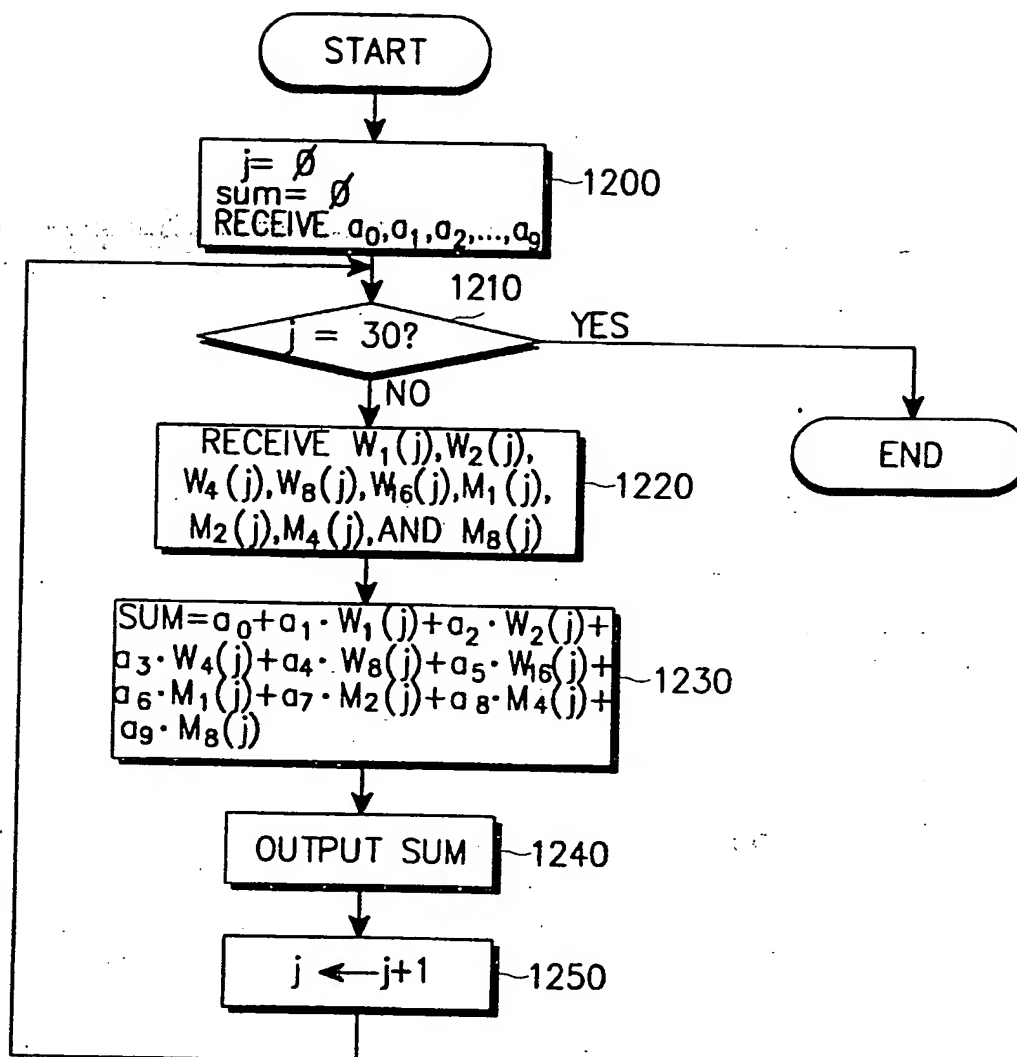 START
j= Ø
sum= Ø
RECEIVE a₀,a₁,a₂,...,a₉
1200
1210
j = 30?
YES
NO
END
RECEIVE W₁(j),W₂(j),
W₄(j),W₈(j),W₁₆(j),M₁(j),
M₂(j),M₄(j),AND M₈(j)
1220
SUM=a₀+a₁·W₁(j)+a₂·W₂(j)+
a₃·W₄(j)+a₄·W₈(j)+a₅·W₁₆(j)+
a₆·M₁(j)+a₇·M₂(j)+a₈·M₄(j)+
a₉·M₈(j)
1230
OUTPUT SUM
1240
j ←j+1
1250